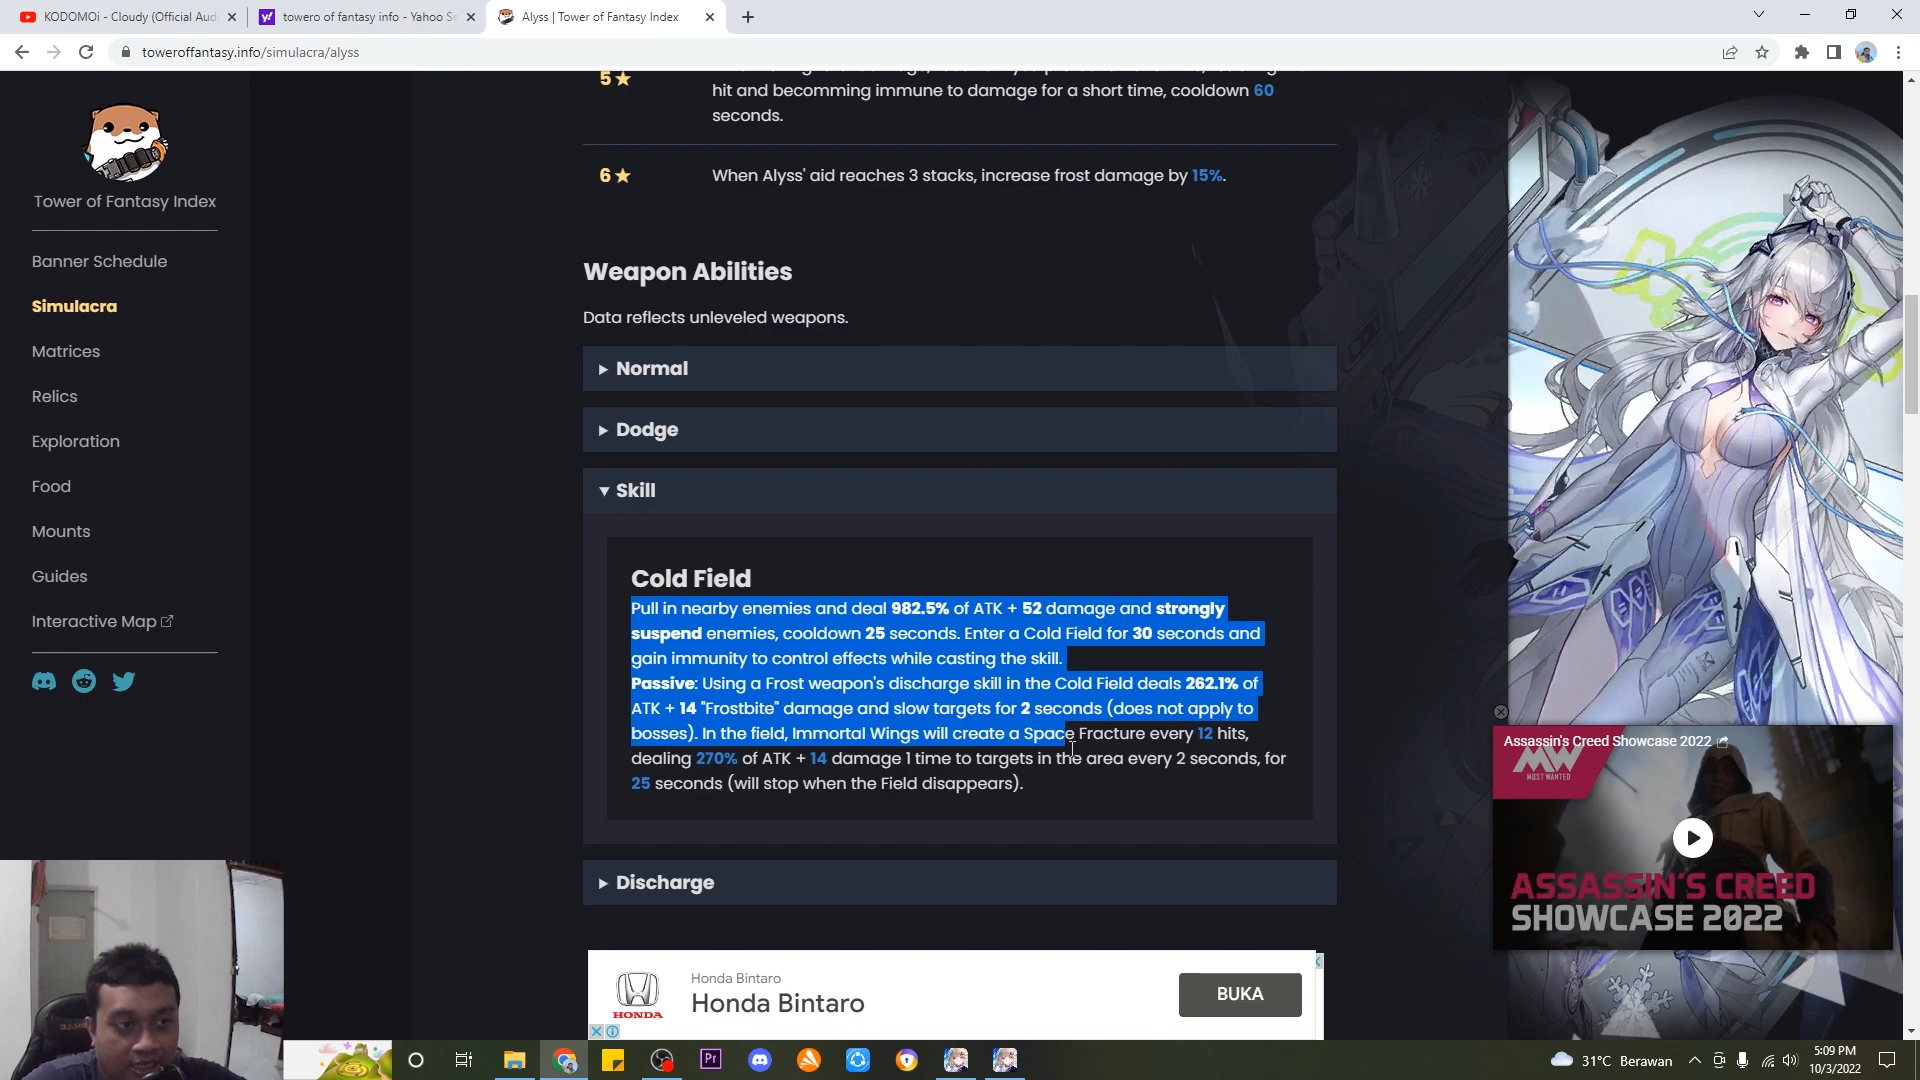 KODOMOi - Cloudy (Official Aud
towero of fantasy info - Yahoo Se
Alyss | Tower of Fantasy Index
toweroffantasy.info/simulacra/alyss
Tower of Fantasy Index
Banner Schedule
Simulacra
Matrices
Relics
Exploration
Food
Mounts
Guides
Interactive Map
5★
hit and becomming immune to damage for a short time, cooldown 60
seconds.
6★
When Alyss' aid reaches 3 stacks, increase frost damage by 15%.
Weapon Abilities
Data reflects unleveled weapons.
Normal
Dodge
Skill
Cold Field
Pull in nearby enemies and deal 982.5% of ATK + 52 damage and strongly
suspend enemies, cooldown 25 seconds. Enter a Cold Field for 30 seconds and
gain immunity to control effects while casting the skill.
Passive: Using a Frost weapon's discharge skill in the Cold Field deals 262.1% of
ATK + 14 "Frostbite" damage and slow targets for 2 seconds (does not apply to
bosses). In the field, Immortal Wings will create a Space Fracture every 12 hits,
dealing 270% of ATK + 14 damage 1 time to targets in the area every 2 seconds, for
25 seconds (will stop when the Field disappears).
Discharge
HONDA
Honda Bintaro
Honda Bintaro
BUKA
Assassin's Creed Showcase 2022
MOST WANTED
ASSASSIN'S CREED
SHOWCASE 2022
Pr
31°C Berawan
5:09 PM
10/3/2022